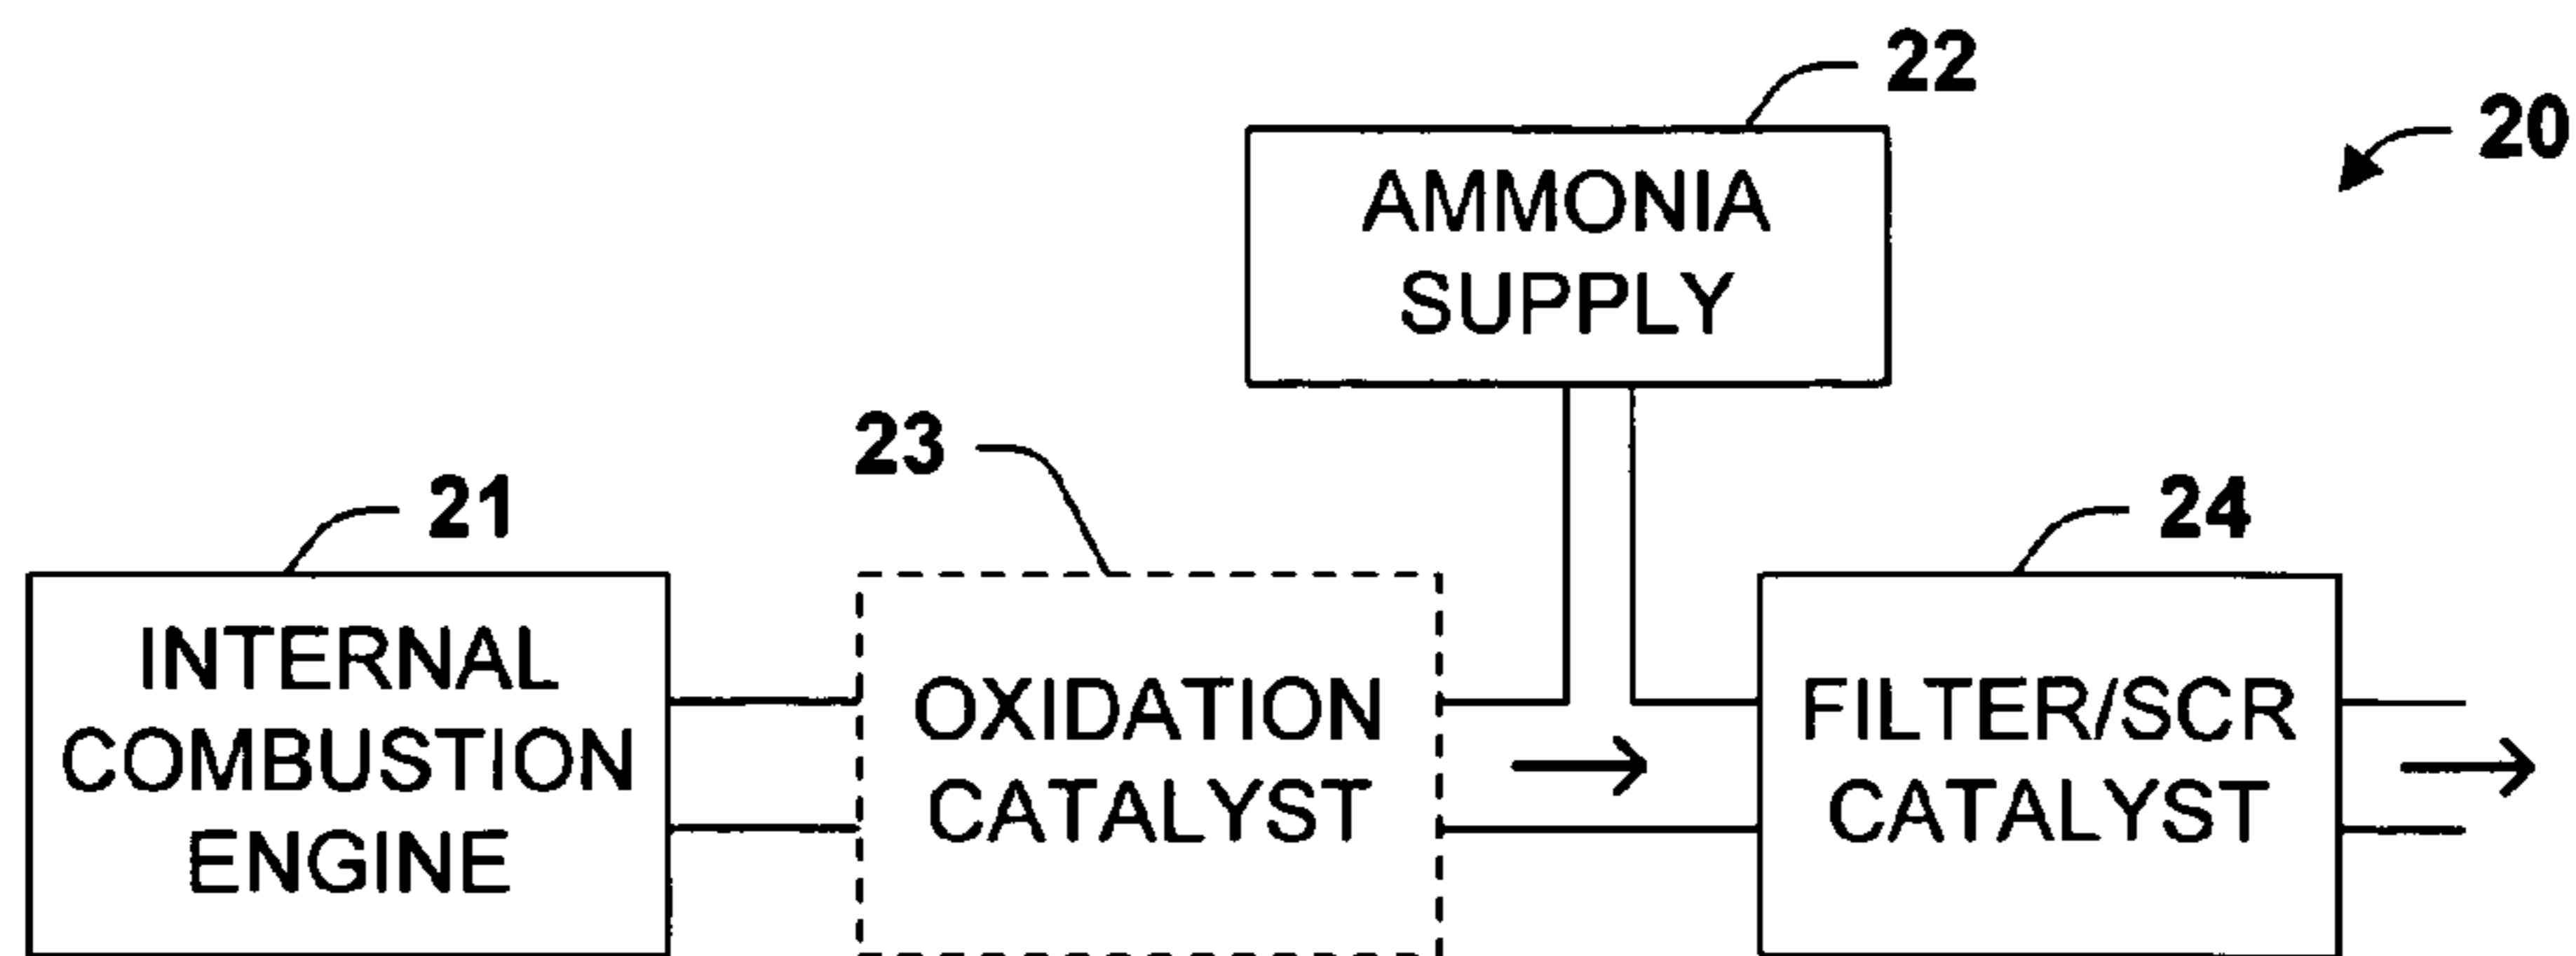 22
20
AMMONIA
SUPPLY
23
21
24
INTERNAL
COMBUSTION
ENGINE
OXIDATION
CATALYST
FILTER/SCR
CATALYST